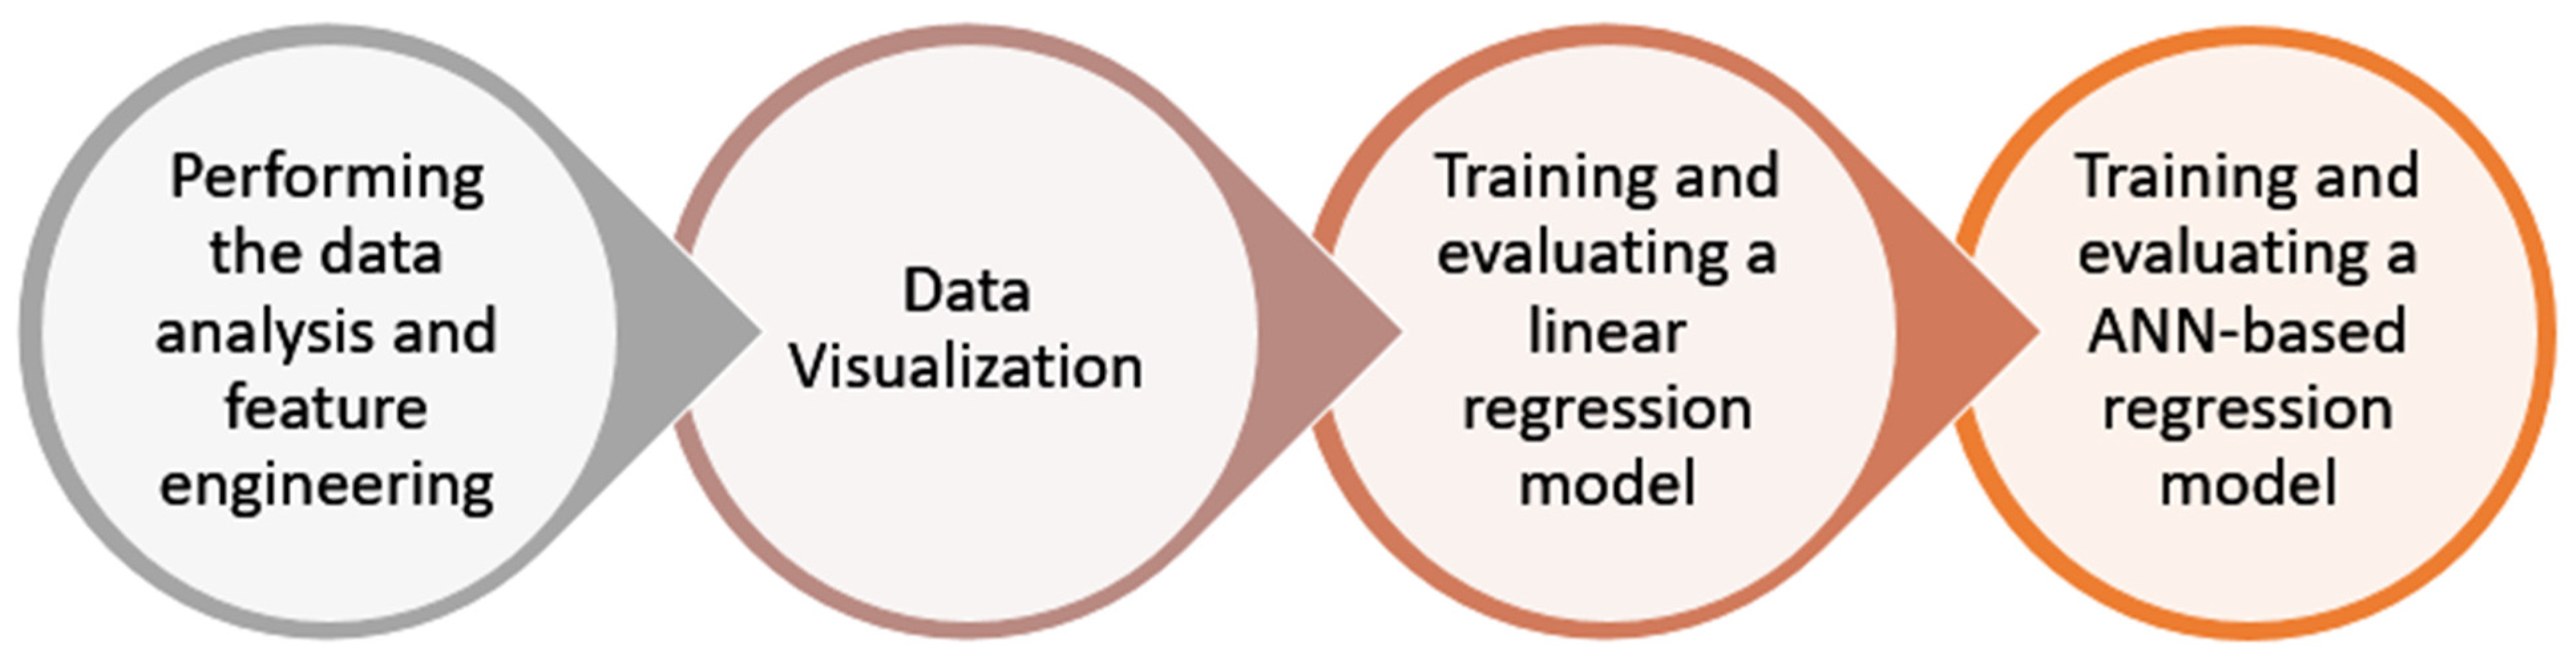 Performing
the data
analysis and
feature
engineering
Data
Visualization
Training and
evaluating a
linear
regression
model
Training and
evaluating a
ANN-based
regression
model